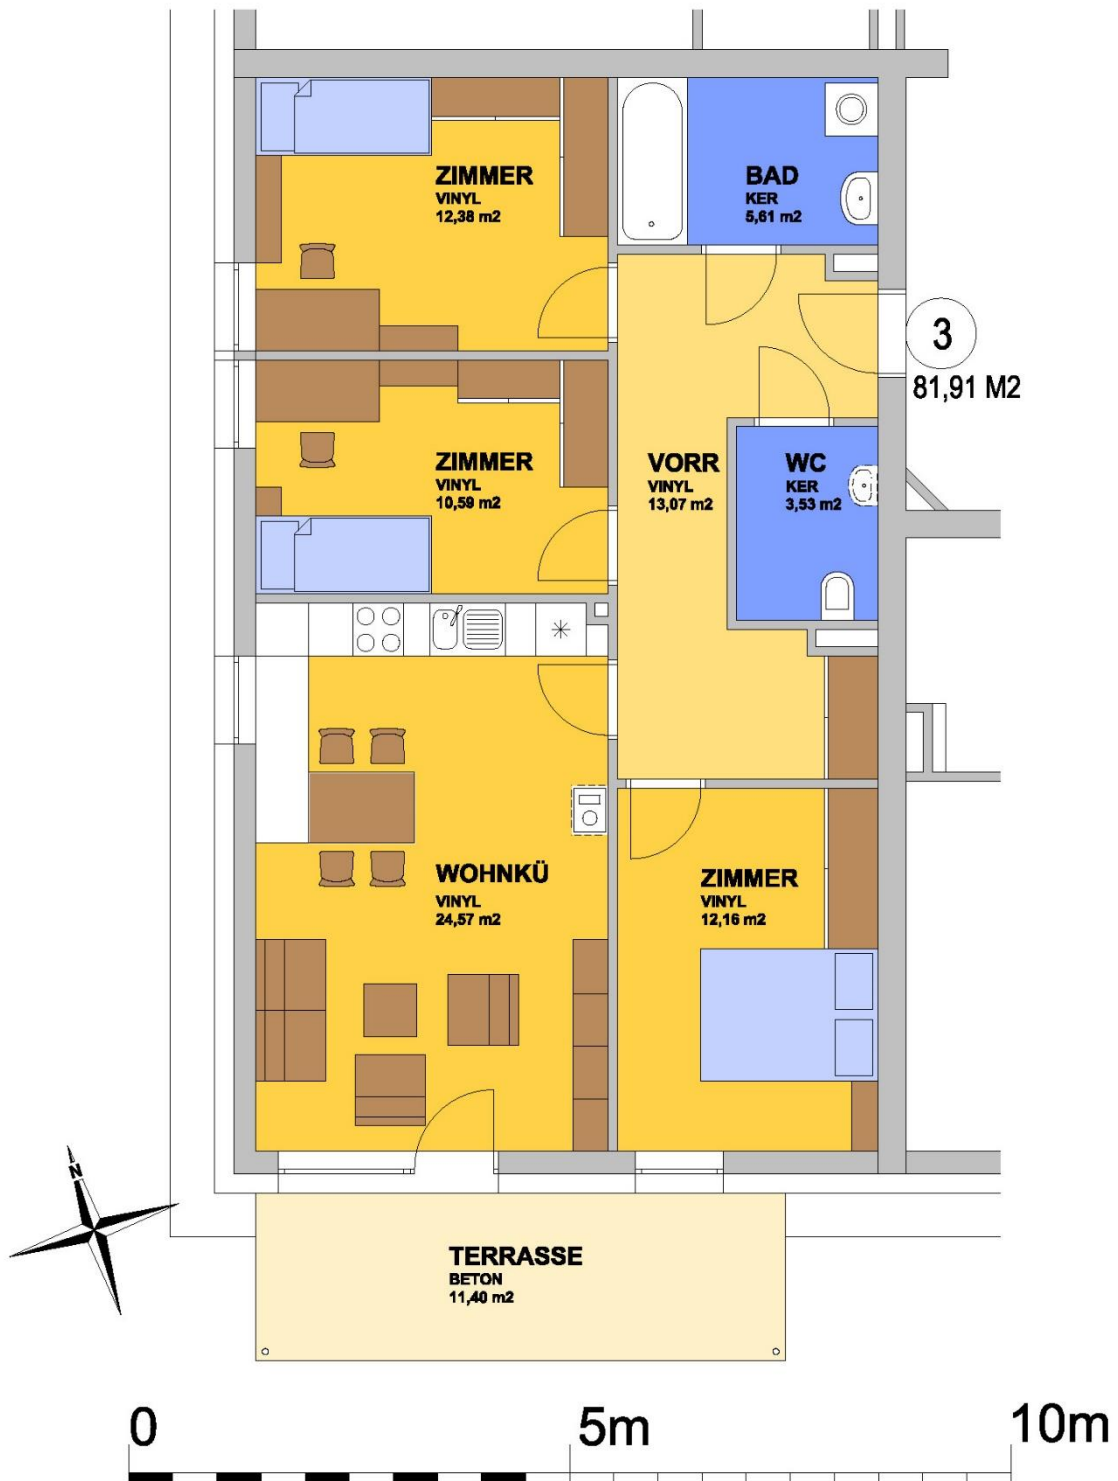 ZIMMER
VINYL
12,38 m2
BAD
KER
5,61 m2
3
81,91 M2
ZIMMER
VINYL
10,59 m2
VORR
VINYL
13,07 m2
WC
KER
3,53 m2
WOHNKÜ
VINYL
24,57 m2
ZIMMER
VINYL
12,16 m2
N
TERRASSE
BETON
11,40 m2
0 5m 10m